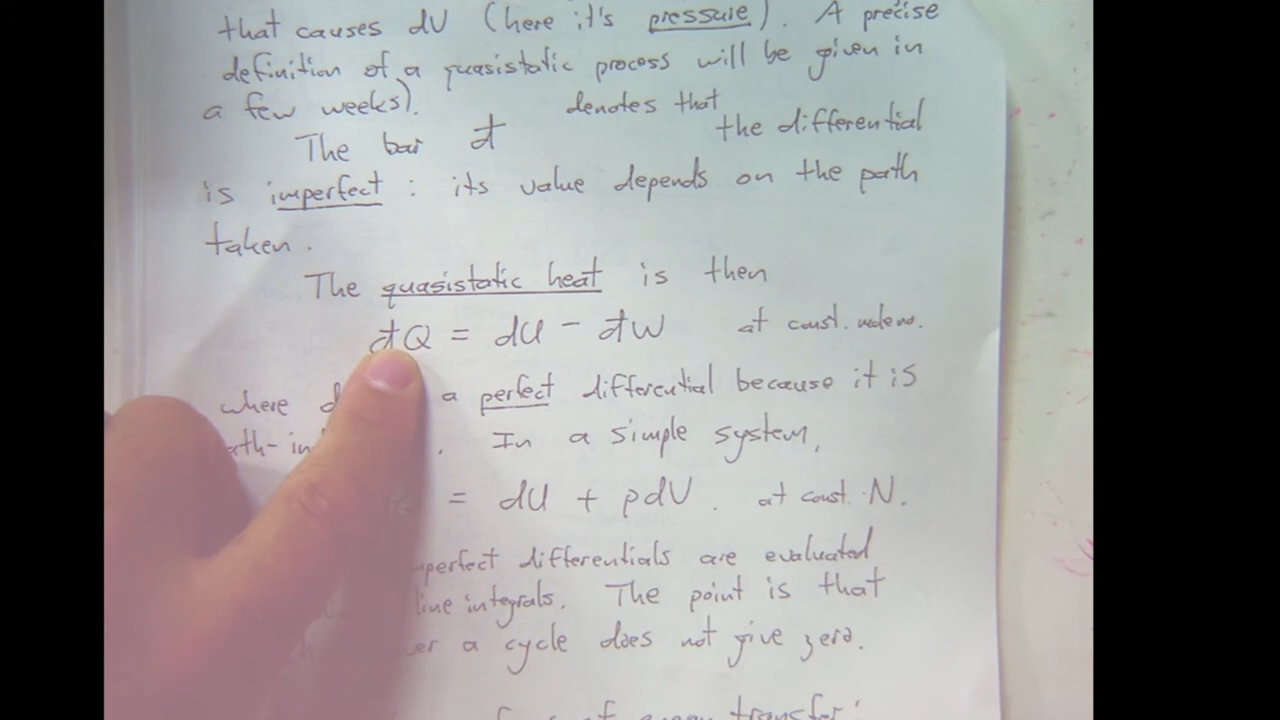 that causes dV (here it's pressure). A precise
definition of a quasistatic process will be given in
a few weeks).
The bar đ denotes that the differential
is imperfect : its value depends on the path
taken.
The quasistatic heat is then
đQ = dU - đW at const.
where a perfect differential because it is
In a simple system,
= dU + pdV. at const. N.
perfect differentials are evaluated
line integrals. The point is that
a cycle does not give zero.
transfer: